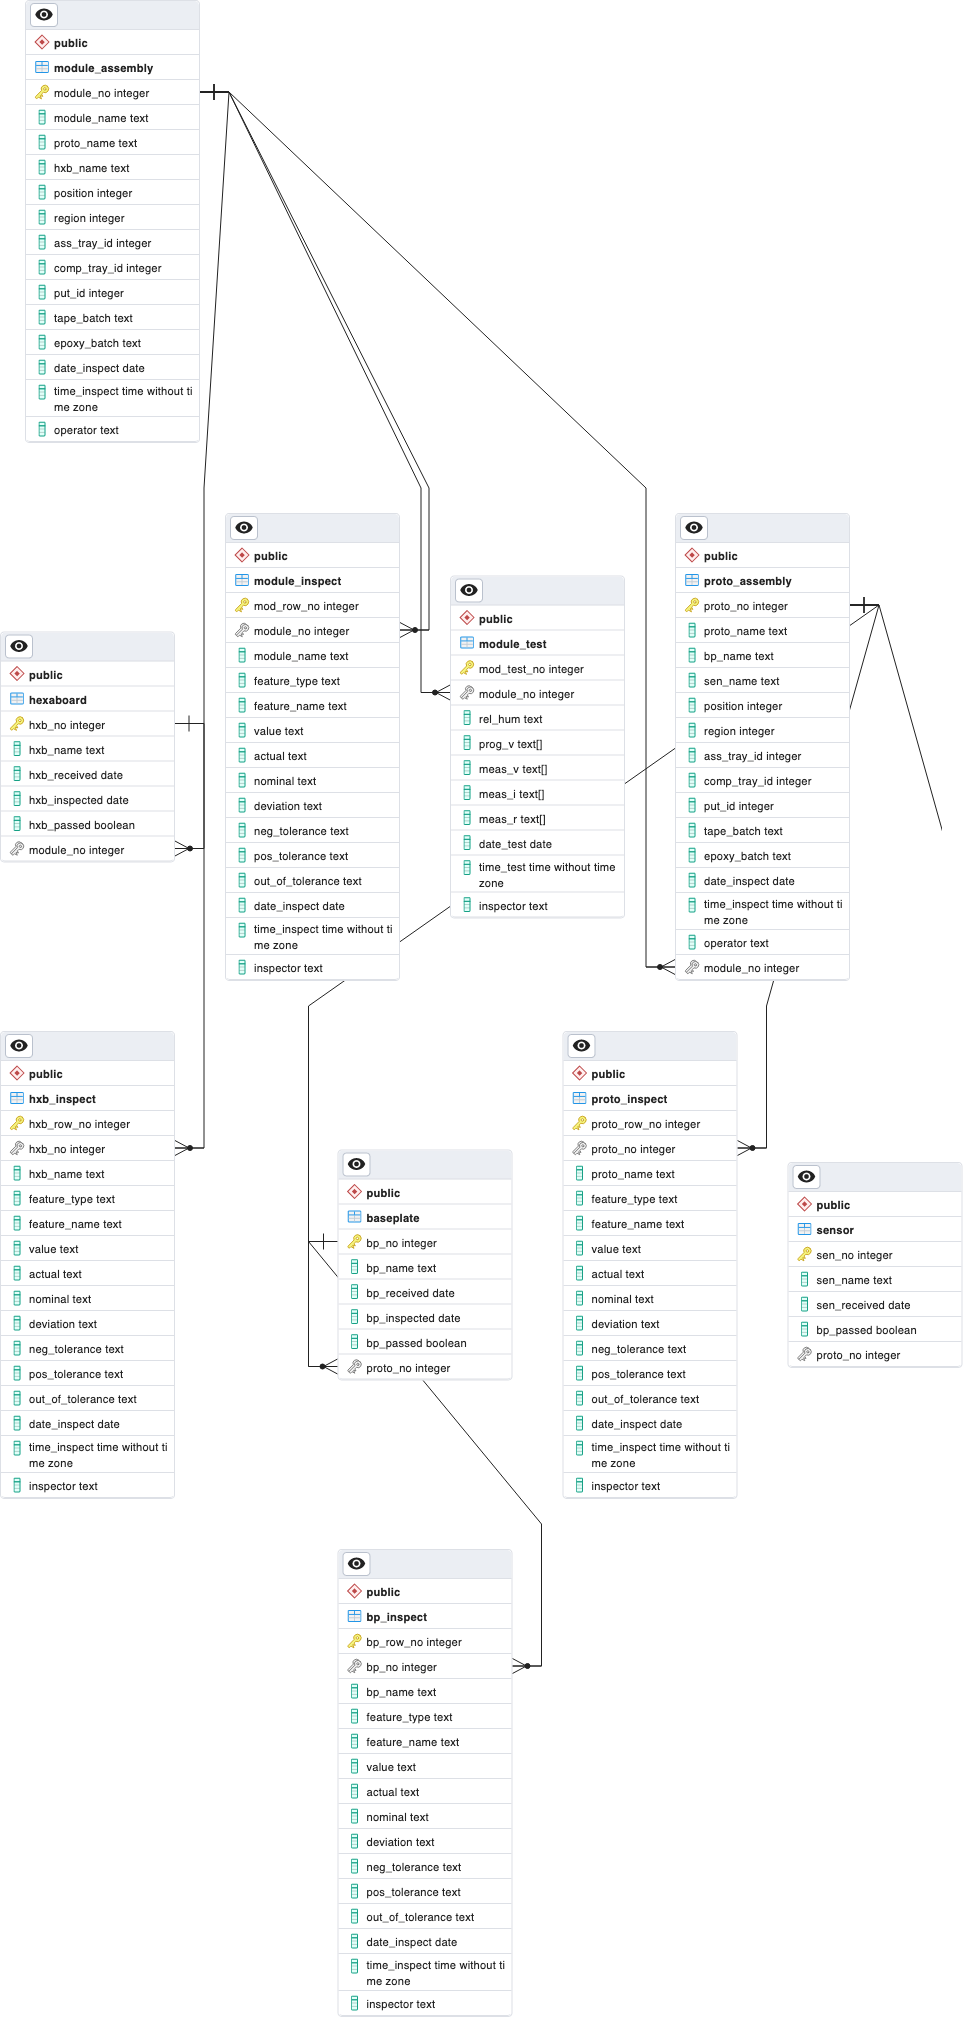 public
module_assembly
module_no integer
module_name text
proto_name text
hxb_name text
position integer
region integer
ass_tray_id integer
comp_tray_id integer
put_id integer
tape_batch text
epoxy_batch text
date_inspect date
time_inspect time without ti
me zone
operator text
public
hexaboard
hxb_no integer
hxb_name text
hxb_received date
hxb_inspected date
hxb_passed boolean
module_no integer
public
module_inspect
mod_row_no integer
module_no integer
module_name text
feature_type text
feature_name text
value text
actual text
nominal text
deviation text
neg_tolerance text
pos_tolerance text
out_of_tolerance text
date_inspect date
time_inspect time without ti
me zone
inspector text
public
module_test
mod_test_no integer
module_no integer
rel_hum text
prog_v text[]
meas_v text[]
meas_i text[]
meas_r text[]
date_test date
time_test time without time
zone
inspector text
public
proto_assembly
proto_no integer
proto_name text
bp_name text
sen_name text
position integer
region integer
ass_tray_id integer
comp_tray_id integer
put_id integer
tape_batch text
epoxy_batch text
date_inspect date
time_inspect time without ti
me zone
operator text
module_no integer
public
hxb_inspect
hxb_row_no integer
hxb_no integer
hxb_name text
feature_type text
feature_name text
value text
actual text
nominal text
deviation text
neg_tolerance text
pos_tolerance text
out_of_tolerance text
date_inspect date
time_inspect time without ti
me zone
inspector text
public
baseplate
bp_no integer
bp_name text
bp_received date
bp_inspected date
bp_passed boolean
proto_no integer
public
proto_inspect
proto_row_no integer
proto_no integer
proto_name text
feature_type text
feature_name text
value text
actual text
nominal text
deviation text
neg_tolerance text
pos_tolerance text
out_of_tolerance text
date_inspect date
time_inspect time without ti
me zone
inspector text
public
sensor
sen_no integer
sen_name text
sen_received date
bp_passed boolean
proto_no integer
public
bp_inspect
bp_row_no integer
bp_no integer
bp_name text
feature_type text
feature_name text
value text
actual text
nominal text
deviation text
neg_tolerance text
pos_tolerance text
out_of_tolerance text
date_inspect date
time_inspect time without ti
me zone
inspector text